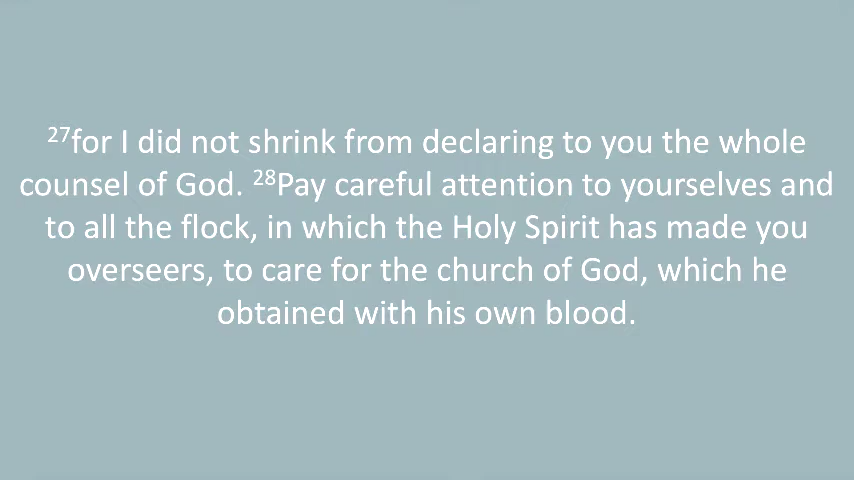 27for I did not shrink from declaring to you the whole
counsel of God. 28Pay careful attention to yourselves and
to all the flock, in which the Holy Spirit has made you
overseers, to care for the church of God, which he
obtained with his own blood.